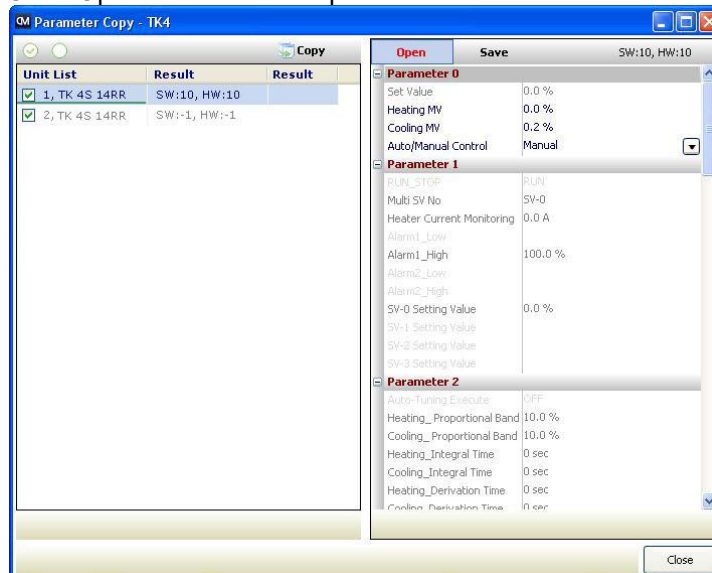 Parameter Copy - TK4
Copy
Open Save SW:10, HW:10
Unit List Result Result
1, TK 4S 14RR SW:10, HW:10
2, TK 4S 14RR SW:-1, HW:-1
Parameter 0
Set Value 0.0 %
Heating MV 0.0 %
Cooling MV 0.2 %
Auto/Manual Control Manual
Parameter 1
RUN_STOP RUN
Multi SV No SV-0
Heater Current Monitoring 0.0 A
Alarm1_Low
Alarm1_High 100.0 %
Alarm2_Low
Alarm2_High
SV-0 Setting Value 0.0 %
SV-1 Setting Value
SV-2 Setting Value
SV-3 Setting Value
Parameter 2
Auto-Tuning Execute OFF
Heating_ Proportional Band 10.0 %
Cooling_ Proportional Band 10.0 %
Heating_Integral Time 0 sec
Cooling_Integral Time 0 sec
Heating_Derivation Time 0 sec
Cooling_Derivation Time 0 sec
Close